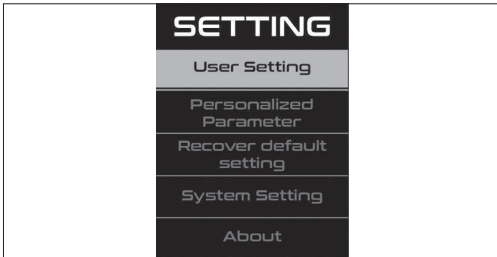 SETTING
User Setting
Personalized
Parameter
Recover default
setting
System Setting
About